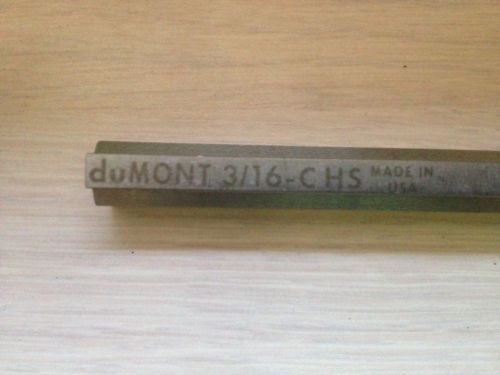 duMONT 3/16-C HS MADE IN
USA